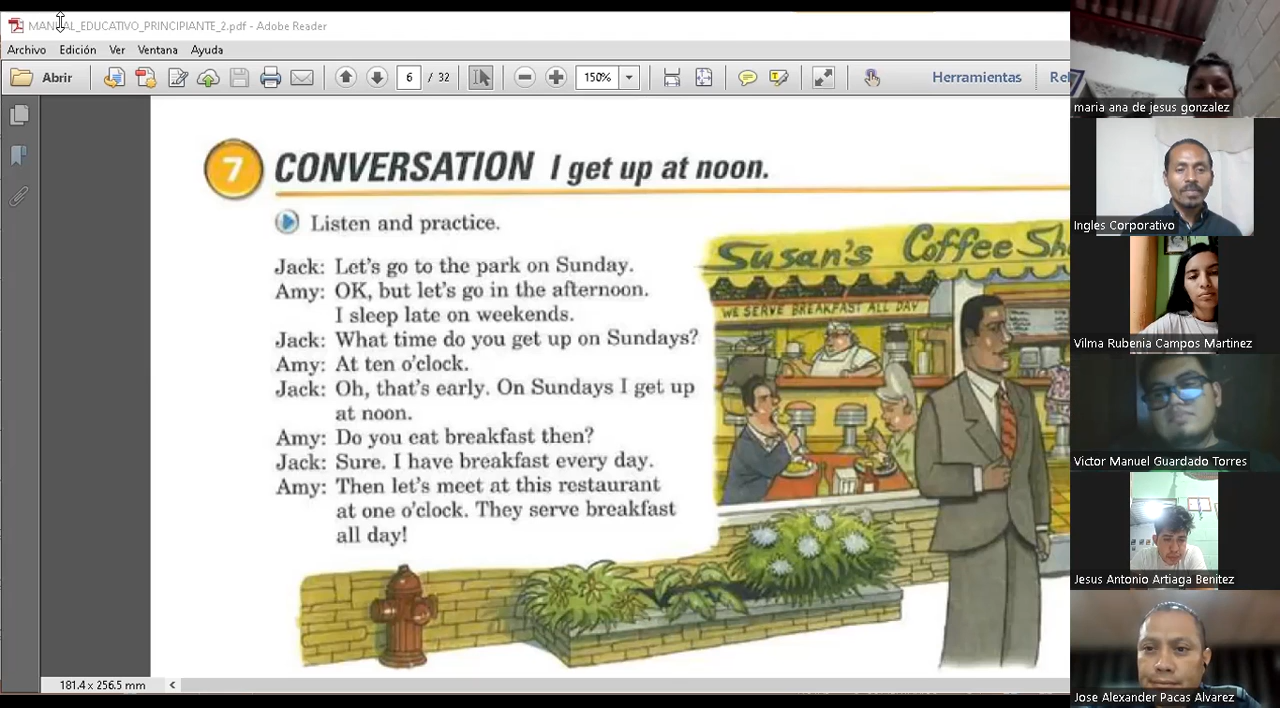 MANUAL_EDUCATIVO_PRINCIPIANTE_2.pdf - Adobe Reader
Archivo Edición Ver Ventana Ayuda
Abrir 6 / 32 150% Herramientas
7 CONVERSATION I get up at noon.
Listen and practice.
Jack: Let's go to the park on Sunday.
Amy: OK, but let's go in the afternoon.
I sleep late on weekends.
Jack: What time do you get up on Sundays?
Amy: At ten o'clock.
Jack: Oh, that's early. On Sundays I get up
at noon.
Amy: Do you eat breakfast then?
Jack: Sure. I have breakfast every day.
Amy: Then let's meet at this restaurant
at one o'clock. They serve breakfast
all day!
Susan's Coffee Sh
WE SERVE BREAKFAST ALL DAY
181.4 x 256.5 mm
maria ana de jesus gonzalez
Ingles Corporativo
Vilma Rubenia Campos Martinez
Victor Manuel Guardado Torres
Jesus Antonio Artiaga Benitez
Jose Alexander Pacas Alvarez